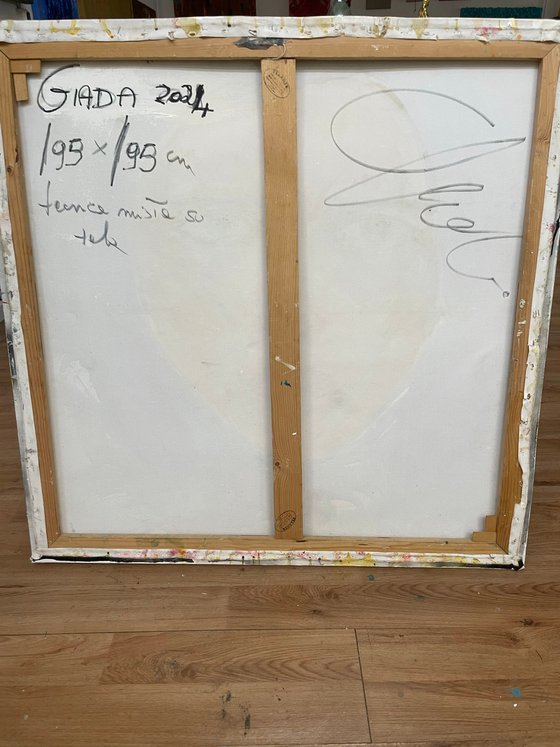 GIADA 2024
195 x 195 cm
tecnica mista su
tela